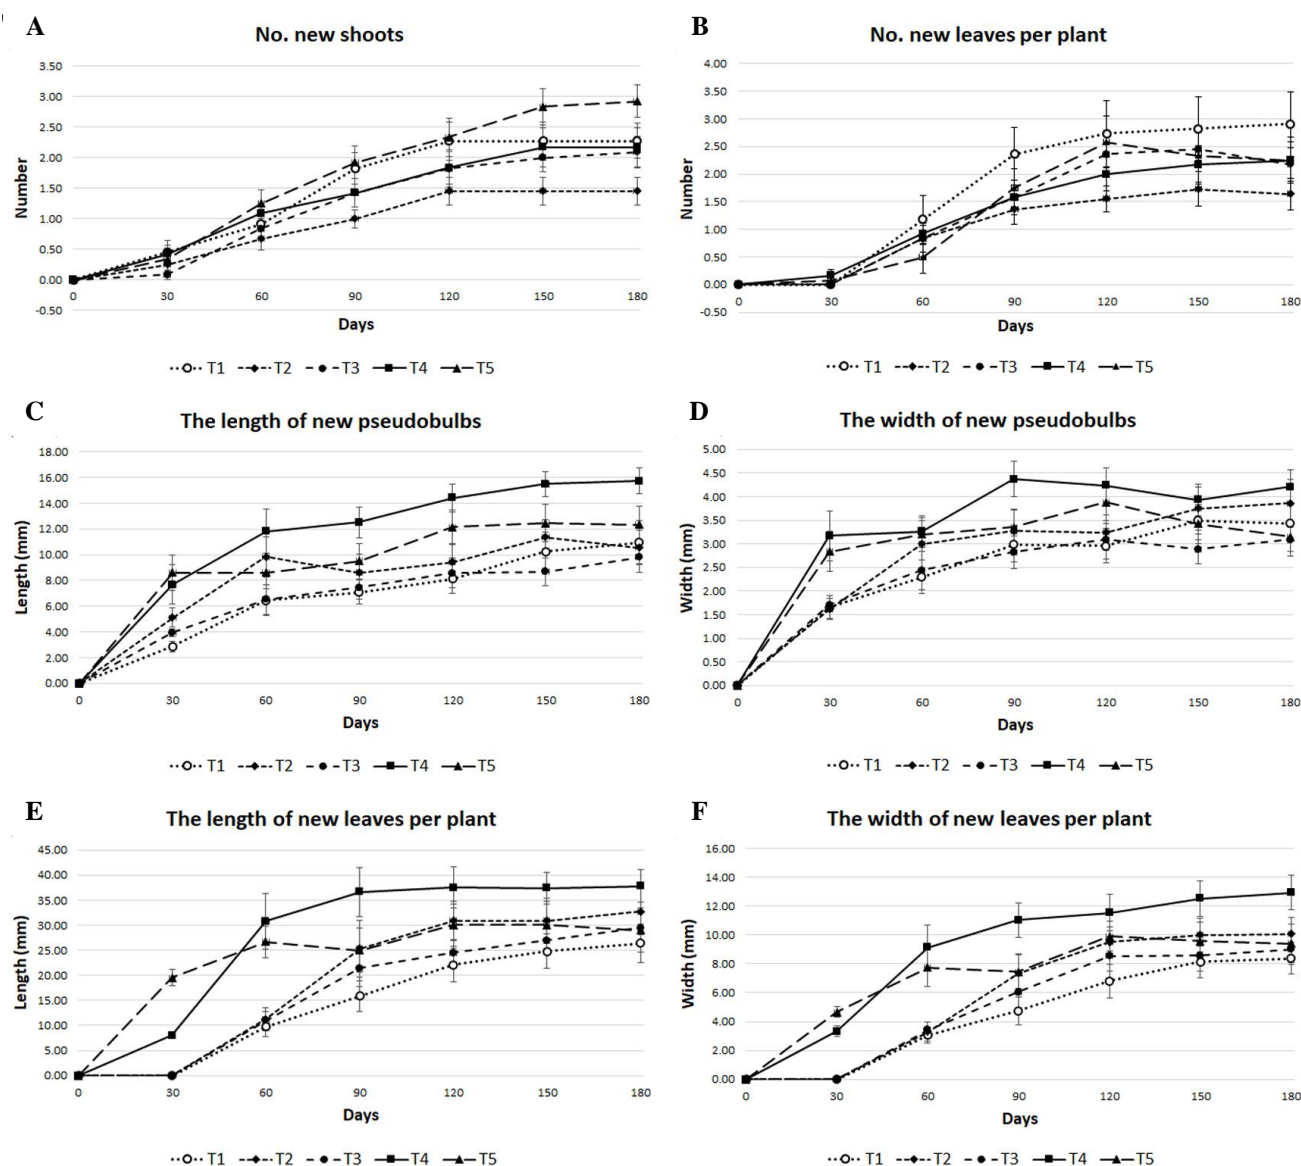 A
No. new shoots
3.50
3.00
2.50
2.00
1.50
1.00
0.50
0.00
-0.50
Number
0 30 60 90 120 150 180
Days
T1 T2 T3 T4 T5
B
No. new leaves per plant
4.00
3.50
3.00
2.50
2.00
1.50
1.00
0.50
0.00
-0.50
Number
0 30 60 90 120 150 180
Days
T1 T2 T3 T4 T5
C
The length of new pseudobulbs
18.00
16.00
14.00
12.00
10.00
8.00
6.00
4.00
2.00
0.00
Length (mm)
0 30 60 90 120 150 180
Days
T1 T2 T3 T4 T5
D
The width of new pseudobulbs
5.00
4.50
4.00
3.50
3.00
2.50
2.00
1.50
1.00
0.50
0.00
Width (mm)
0 30 60 90 120 150 180
Days
T1 T2 T3 T4 T5
E
The length of new leaves per plant
45.00
40.00
35.00
30.00
25.00
20.00
15.00
10.00
5.00
0.00
Length (mm)
0 30 60 90 120 150 180
Days
T1 T2 T3 T4 T5
F
The width of new leaves per plant
16.00
14.00
12.00
10.00
8.00
6.00
4.00
2.00
0.00
Width (mm)
0 30 60 90 120 150 180
Days
T1 T2 T3 T4 T5